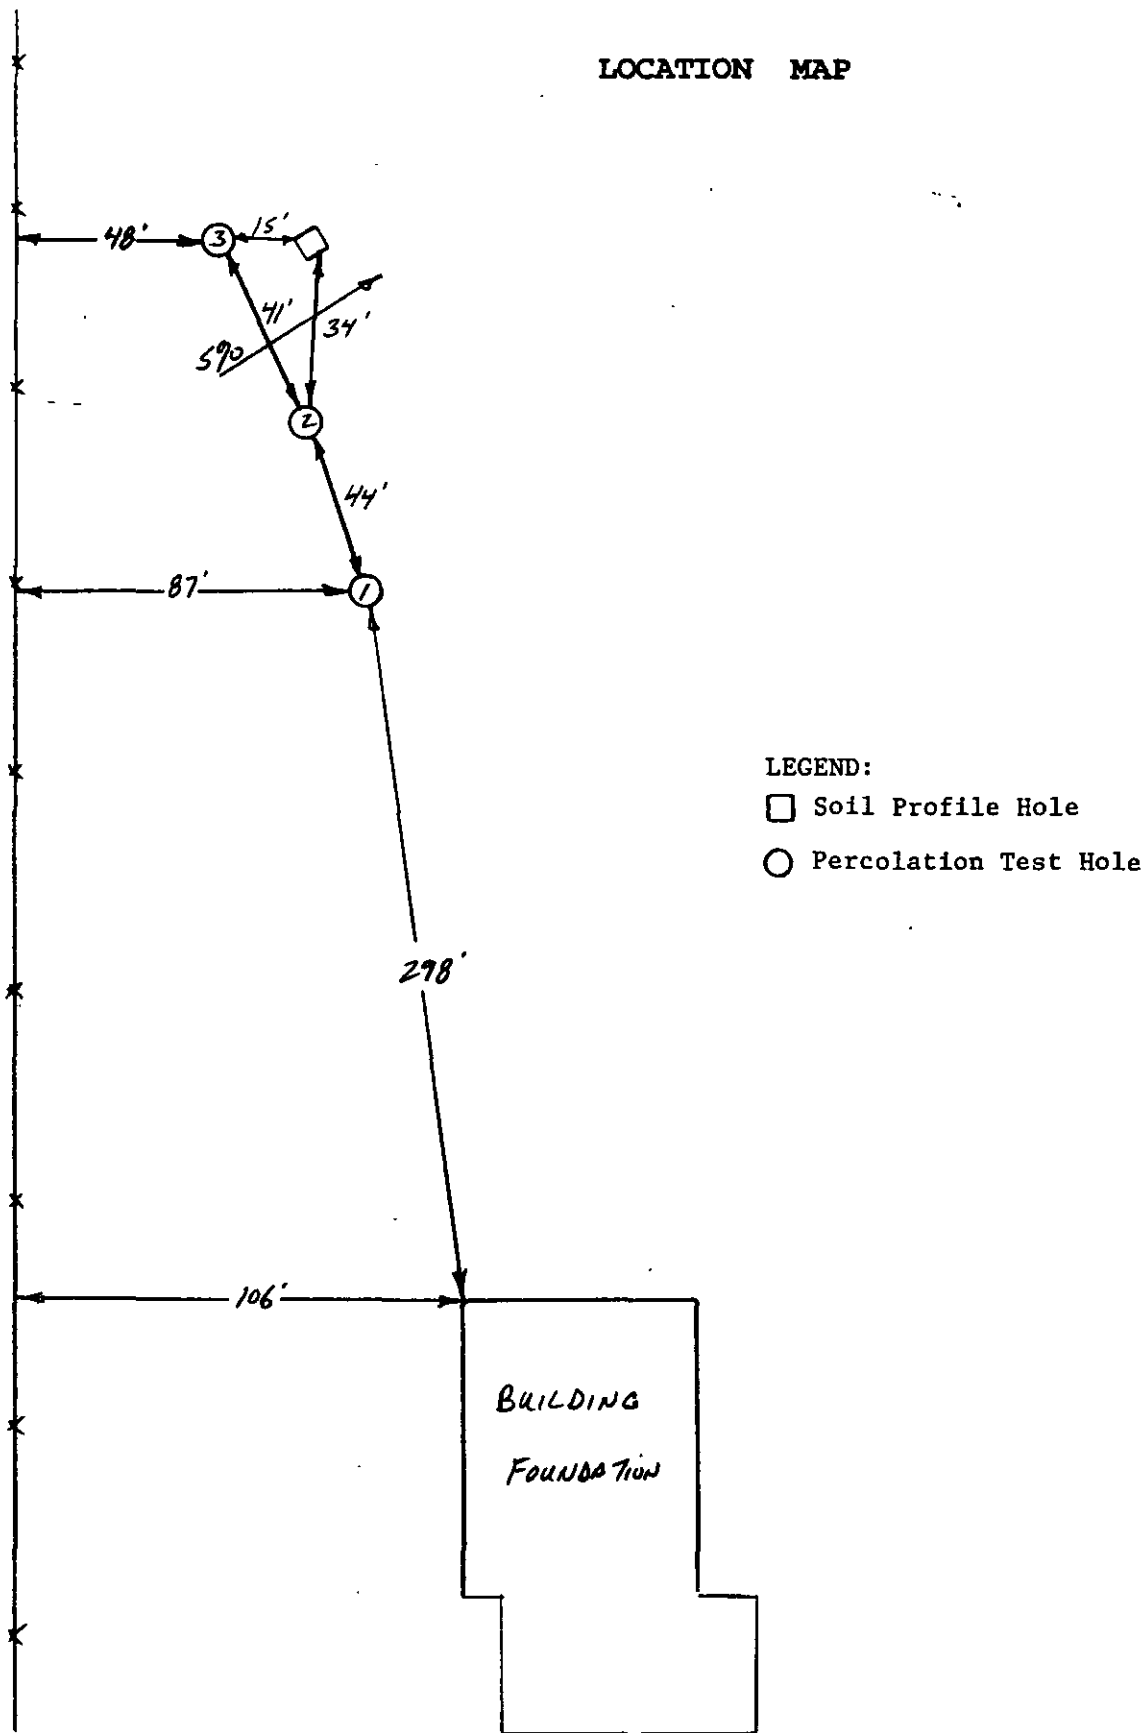 LOCATION MAP
48'
3
15'
41'
34'
5%
2
44'
87'
1
LEGEND:
Soil Profile Hole
Percolation Test Hole
298'
106'
BUILDING
FOUNDATION